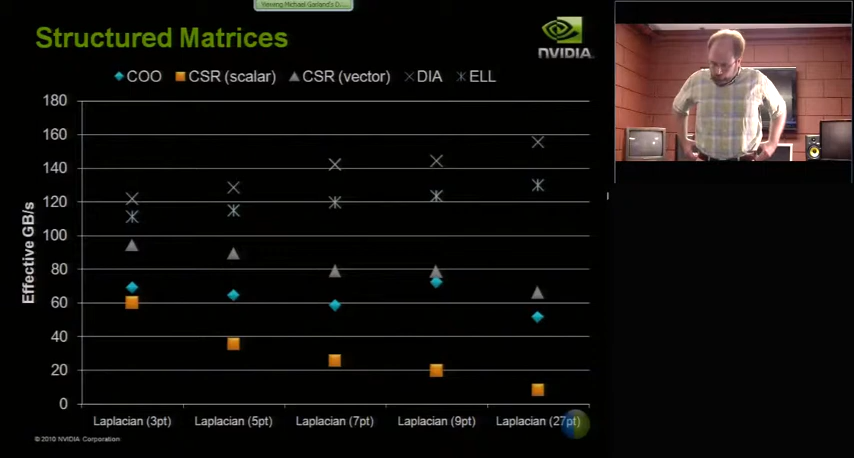 Viewing Michael Garland's D...
Structured Matrices
NVIDIA.
COO CSR (scalar) CSR (vector) DIA ELL
180
160
140
120
100
80
60
40
20
0
Effective GB/s
Laplacian (3pt) Laplacian (5pt) Laplacian (7pt) Laplacian (9pt) Laplacian (27pt)
© 2010 NVIDIA Corporation